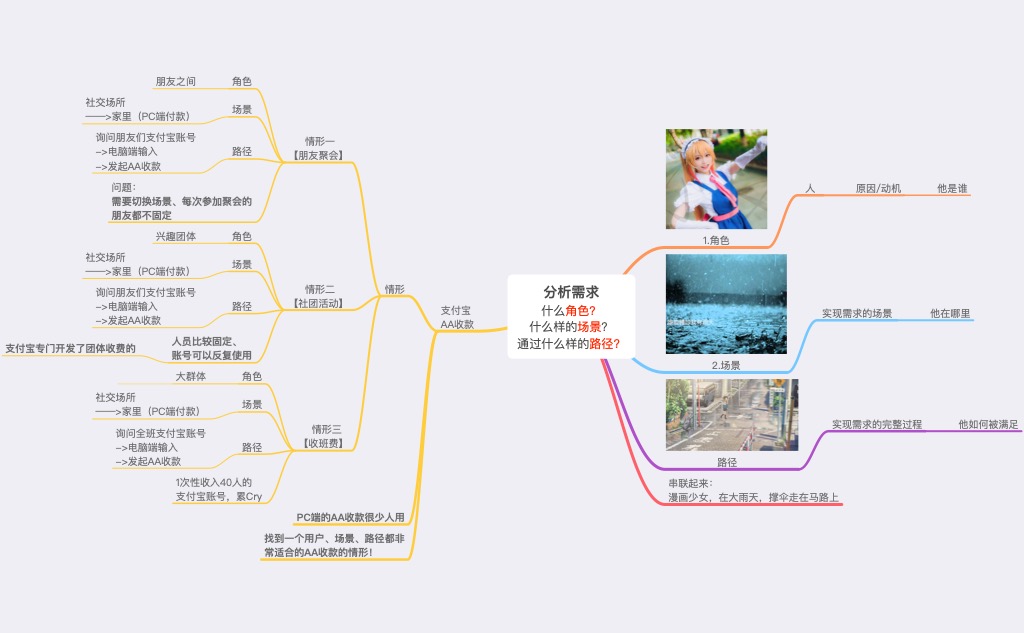 分析需求
什么角色?
什么样的场景?
通过什么样的路径?
1.角色
人
原因/动机
他是谁
2.场景
实现需求的场景
他在哪里
路径
实现需求的完整过程
他如何被满足
串联起来:
漫画少女，在大雨天，撑伞走在马路上
支付宝
AA收款
情形
情形一
【朋友聚会】
角色
朋友之间
场景
社交场所
——>家里（PC端付款）
路径
询问朋友们支付宝账号
->电脑端输入
->发起AA收款
问题:
需要切换场景、每次参加聚会的
朋友都不固定
情形二
【社团活动】
角色
兴趣团体
场景
社交场所
——>家里（PC端付款）
路径
询问朋友们支付宝账号
->电脑端输入
->发起AA收款
人员比较固定、
账号可以反复使用
支付宝专门开发了团体收费的
情形三
【收班费】
角色
大群体
场景
社交场所
——>家里（PC端付款）
路径
询问全班支付宝账号
->电脑端输入
->发起AA收款
1次性收入40人的
支付宝账号，累Cry
PC端的AA收款很少人用
找到一个用户、场景、路径都非
常适合的AA收款的情形!